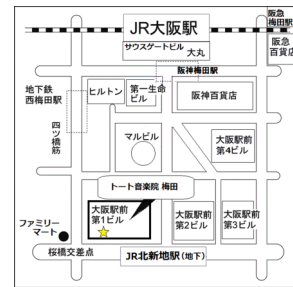 阪急
梅田駅
JR大阪駅
サウスゲートビル
大丸
阪急
百貨店
阪神梅田駅
地下鉄
西梅田駅
ヒルトン
第一生命
ビル
阪神百貨店
四ツ橋筋
マルビル
大阪駅前
第4ビル
トート音楽院 梅田
大阪駅前
第1ビル
大阪駅前
第2ビル
大阪駅前
第3ビル
ファミリー
マート
桜橋交差点
JR北新地駅(地下)